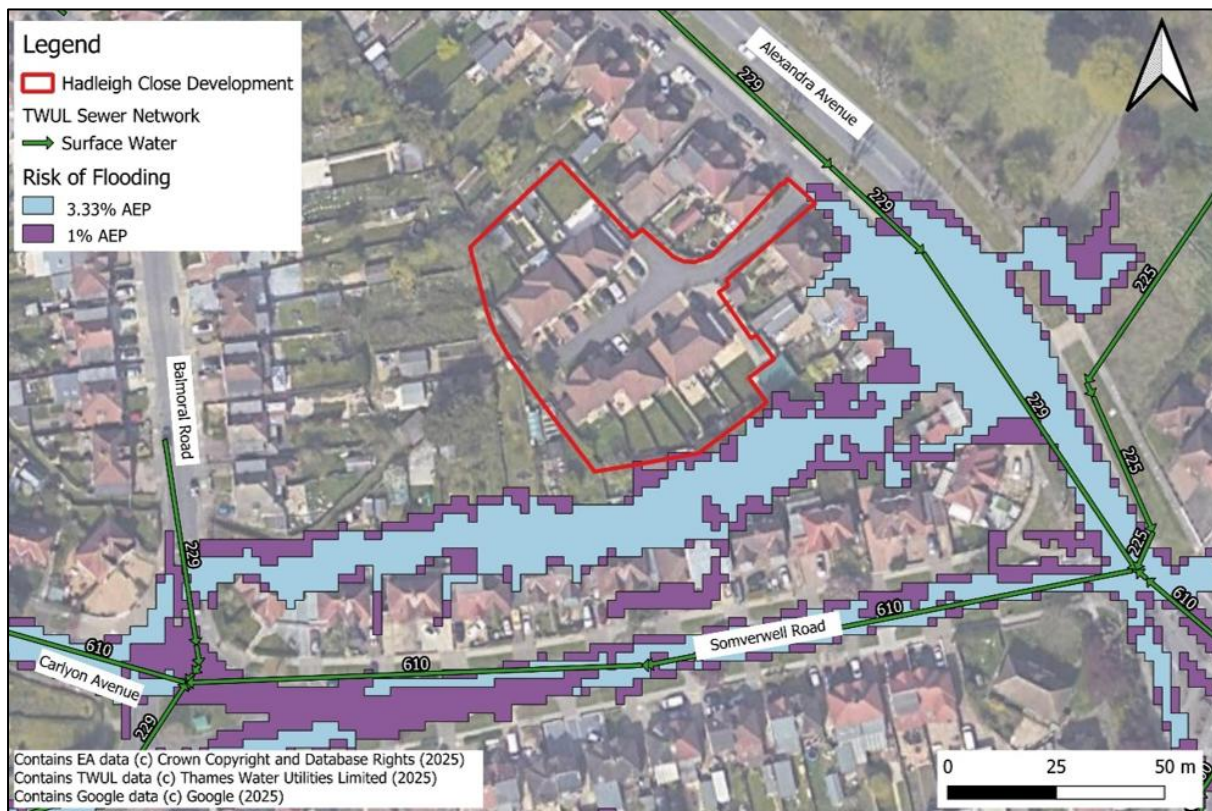 Legend
Hadleigh Close Development
TWUL Sewer Network
Surface Water
Risk of Flooding
3.33% AEP
1% AEP
229
Alexandra Avenue
229
225
Balmoral Road
229
225
229
225
610
610
Somverwell Road
610
610
Carlyon Avenue
229
Contains EA data (c) Crown Copyright and Database Rights (2025)
Contains TWUL data (c) Thames Water Utilities Limited (2025)
Contains Google data (c) Google (2025)
0 25 50 m